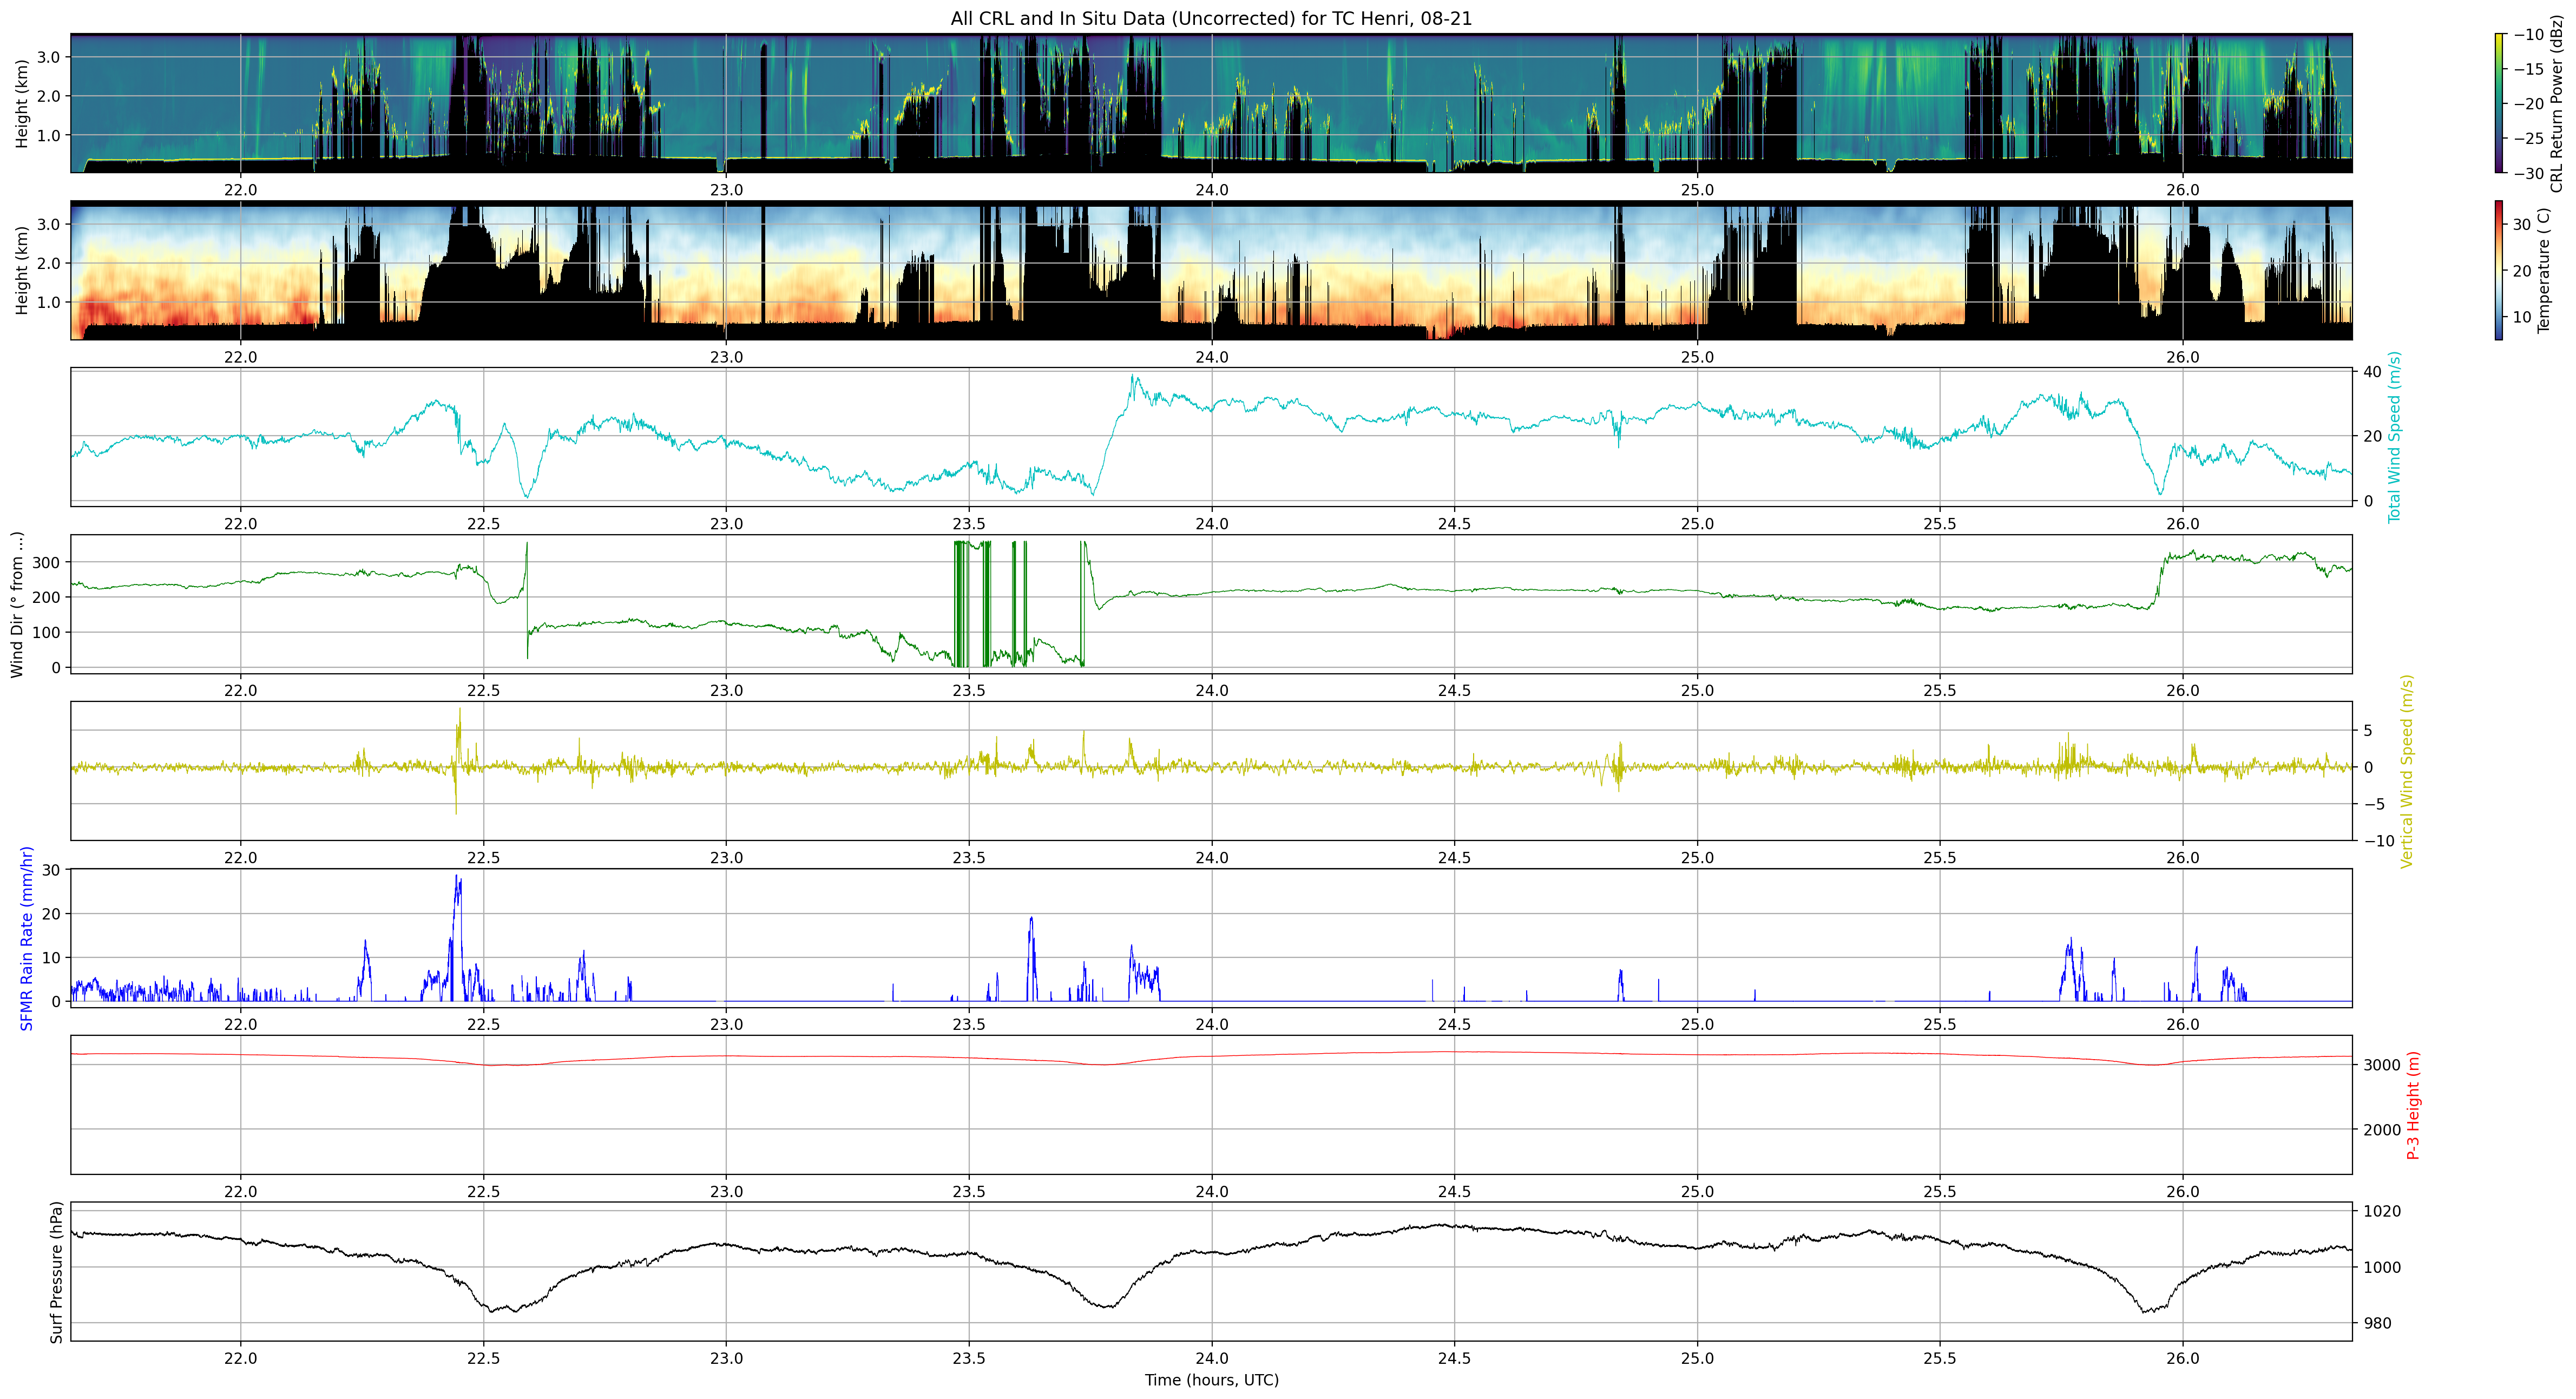 All CRL and In Situ Data (Uncorrected) for TC Henri, 08-21
Height (km)
3.0
2.0
1.0
22.0 23.0 24.0 25.0 26.0
−10
−15
−20
−25
−30
CRL Return Power (dBz)
Height (km)
3.0
2.0
1.0
22.0 23.0 24.0 25.0 26.0
30
20
10
Temperature ( C)
40
20
0
Total Wind Speed (m/s)
22.0 22.5 23.0 23.5 24.0 24.5 25.0 25.5 26.0
Wind Dir (° from ...)
300
200
100
0
22.0 22.5 23.0 23.5 24.0 24.5 25.0 25.5 26.0
5
0
−5
−10
Vertical Wind Speed (m/s)
22.0 22.5 23.0 23.5 24.0 24.5 25.0 25.5 26.0
SFMR Rain Rate (mm/hr)
30
20
10
0
22.0 22.5 23.0 23.5 24.0 24.5 25.0 25.5 26.0
3000
2000
P-3 Height (m)
22.0 22.5 23.0 23.5 24.0 24.5 25.0 25.5 26.0
Surf Pressure (hPa)
1020
1000
980
22.0 22.5 23.0 23.5 24.0 24.5 25.0 25.5 26.0
Time (hours, UTC)